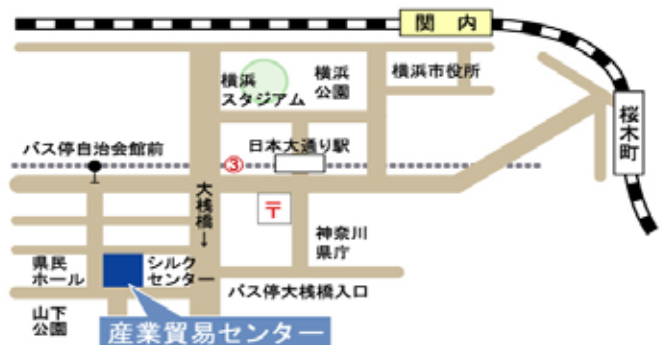 関内
横浜
スタジアム
横浜
公園
横浜市役所
桜木町
バス停自治会館前
③
日本大通り駅
大桟橋↓
〒
神奈川
県庁
県民
ホール
シルク
センター
バス停大桟橋入口
山下
公園
産業貿易センター